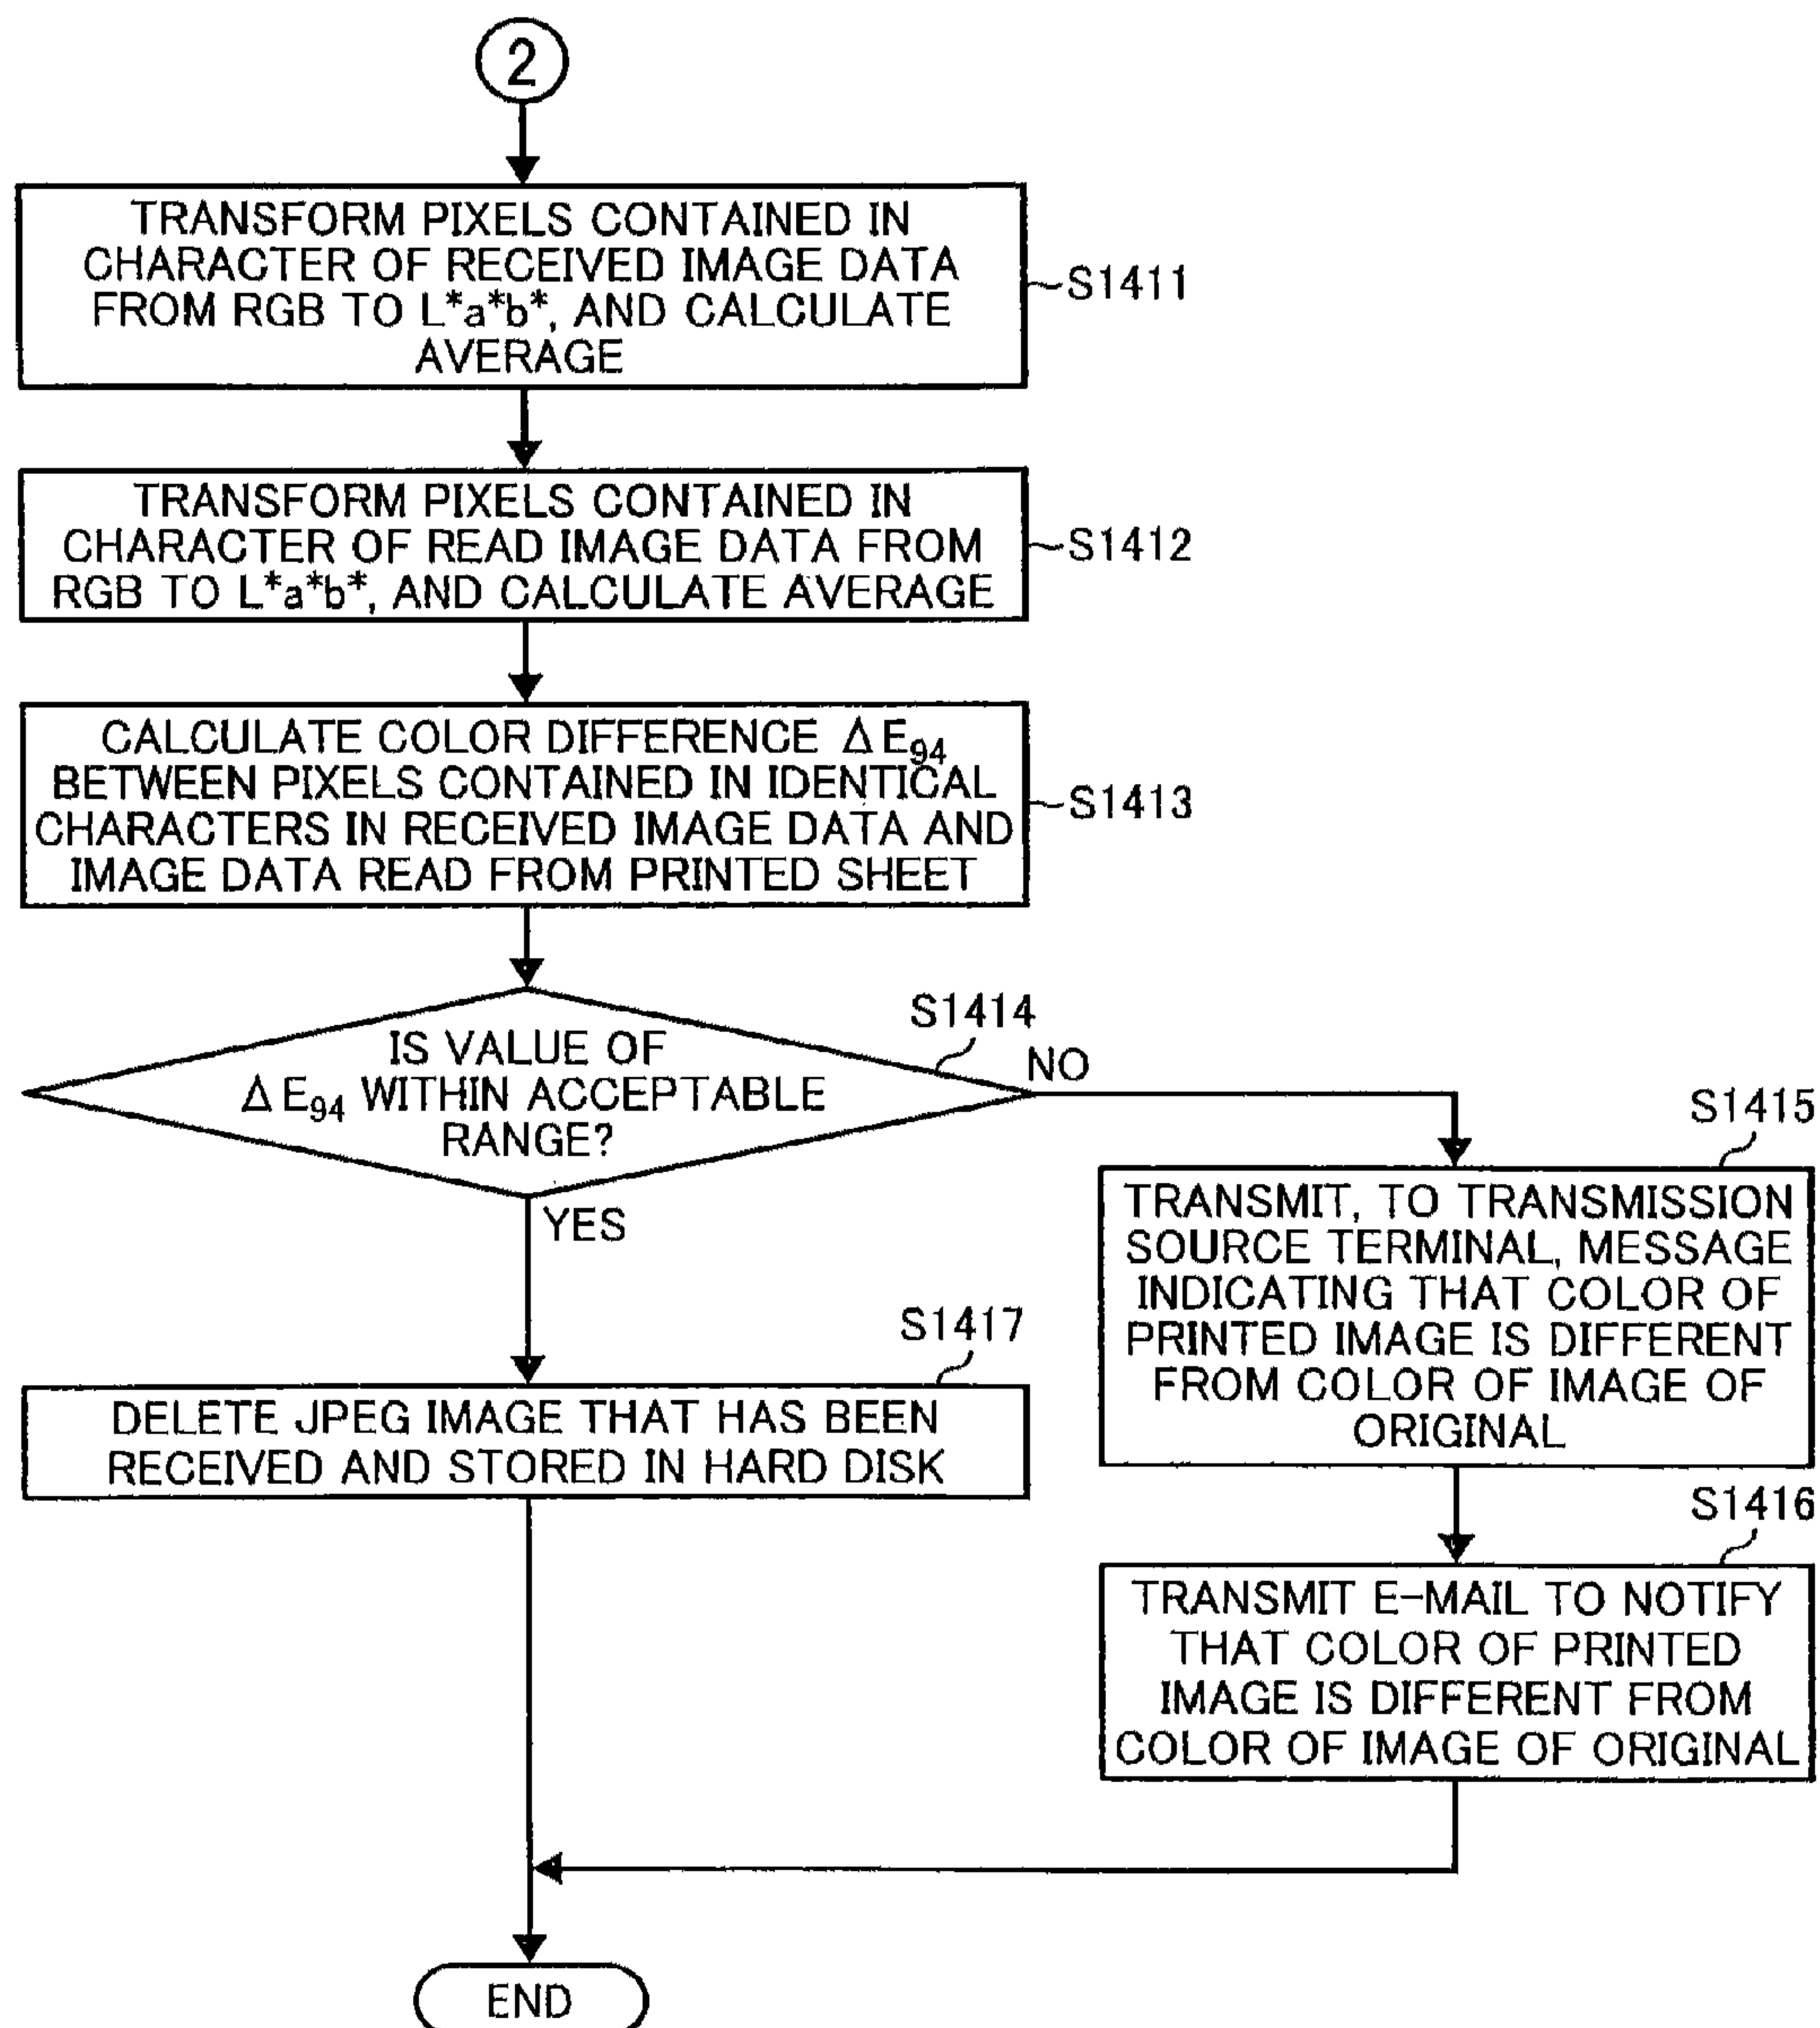 2
TRANSFORM PIXELS CONTAINED IN
CHARACTER OF RECEIVED IMAGE DATA
FROM RGB TO L*a*b*, AND CALCULATE
AVERAGE
S1411
TRANSFORM PIXELS CONTAINED IN
CHARACTER OF READ IMAGE DATA FROM
RGB TO L*a*b*, AND CALCULATE AVERAGE
S1412
CALCULATE COLOR DIFFERENCE ΔE94
BETWEEN PIXELS CONTAINED IN IDENTICAL
CHARACTERS IN RECEIVED IMAGE DATA AND
IMAGE DATA READ FROM PRINTED SHEET
S1413
S1414
IS VALUE OF
ΔE94 WITHIN ACCEPTABLE
RANGE?
NO
YES
S1415
TRANSMIT, TO TRANSMISSION
SOURCE TERMINAL, MESSAGE
INDICATING THAT COLOR OF
PRINTED IMAGE IS DIFFERENT
FROM COLOR OF IMAGE OF
ORIGINAL
S1417
DELETE JPEG IMAGE THAT HAS BEEN
RECEIVED AND STORED IN HARD DISK
S1416
TRANSMIT E-MAIL TO NOTIFY
THAT COLOR OF PRINTED
IMAGE IS DIFFERENT FROM
COLOR OF IMAGE OF ORIGINAL
END